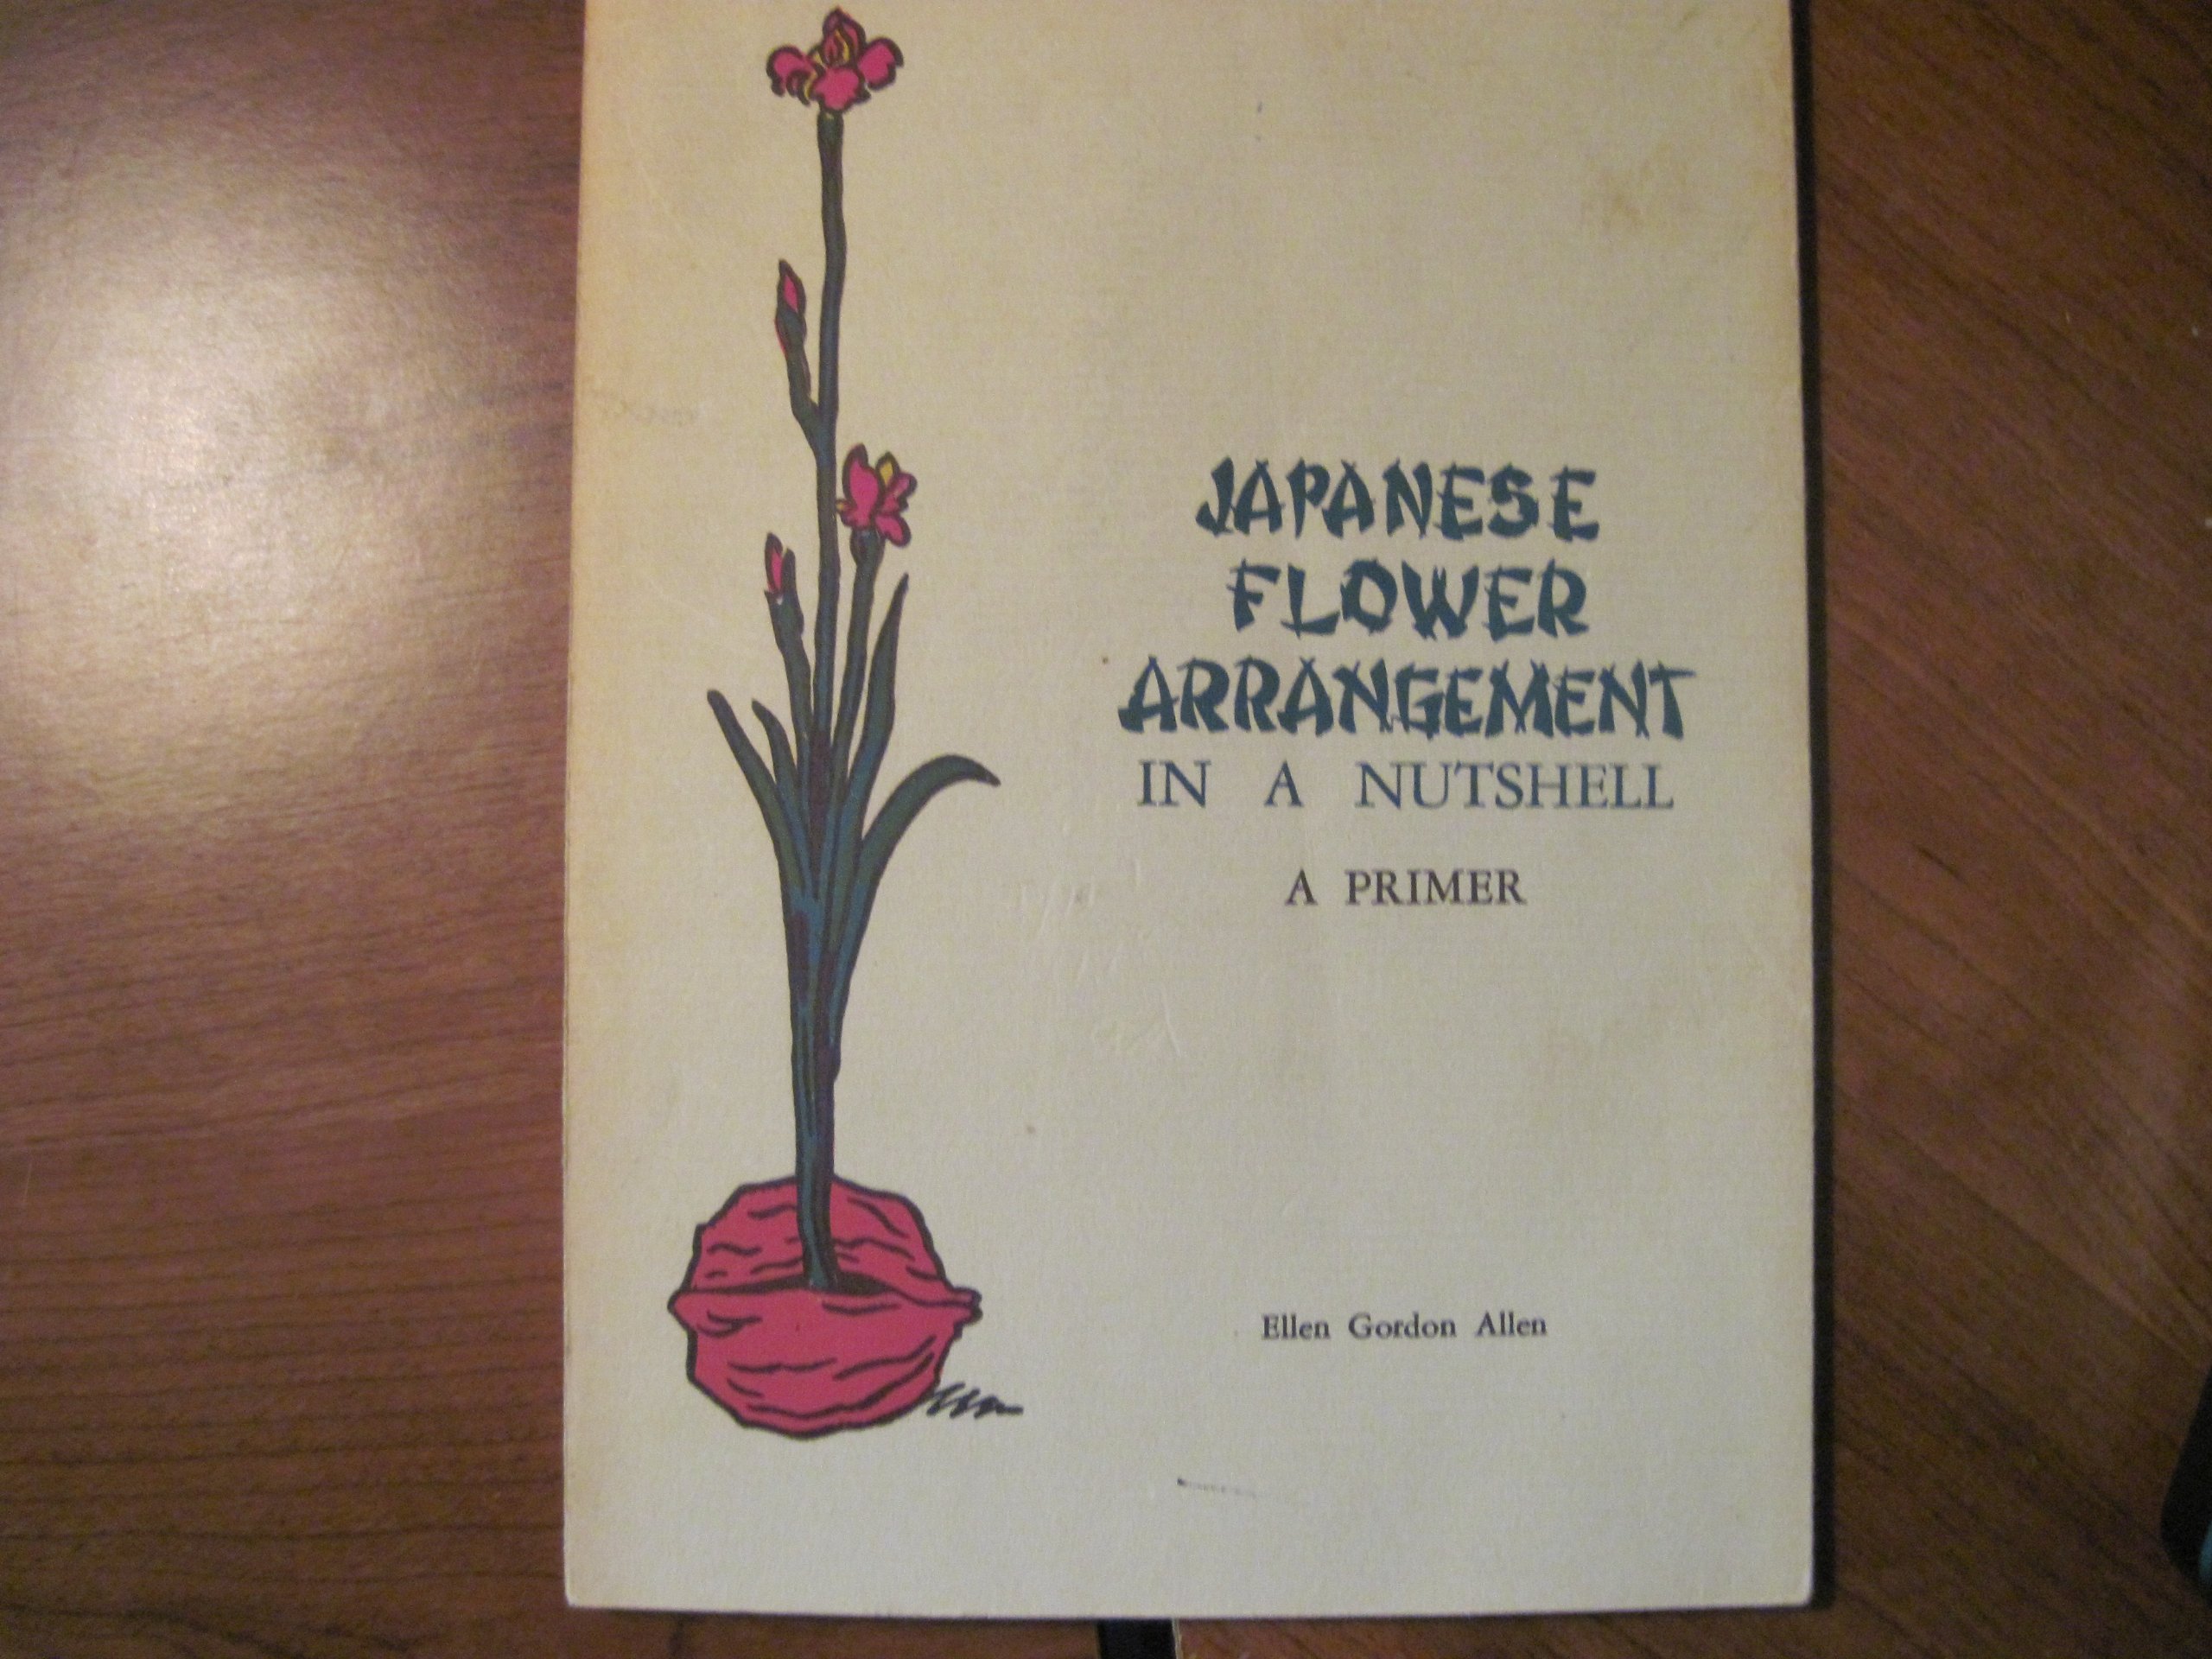 JAPANESE
FLOWER
ARRANGEMENT
IN A NUTSHELL
A PRIMER
Ellen Gordon Allen